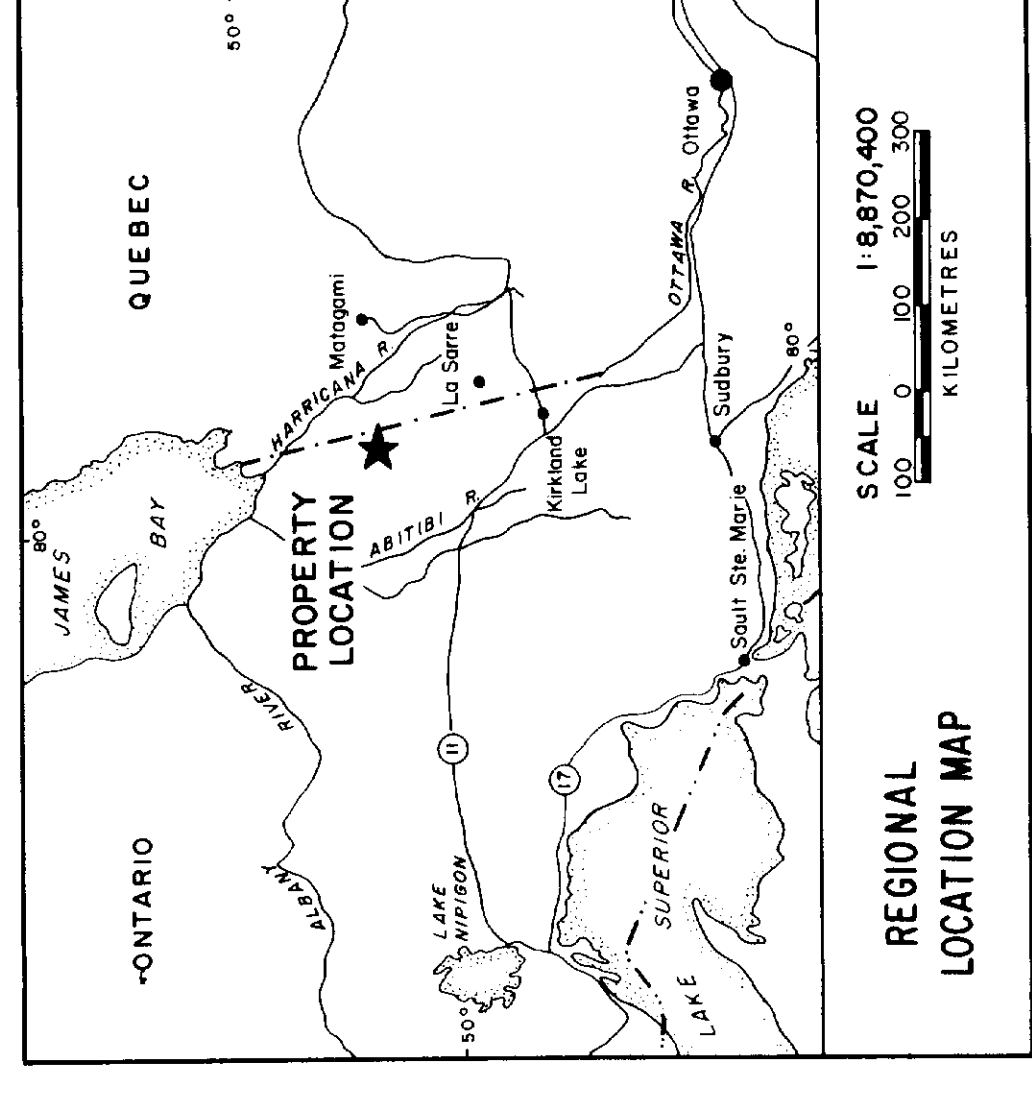 ONTARIO
QUEBEC
JAMES
BAY
80°
50°
ALBANY
RIVER
HARRICANA R.
Matagami
PROPERTY
LOCATION
ABITIBI R.
La Sarre
Kirkland
Lake
LAKE
NIPIGON
50°
11
17
OTTAWA R.
Ottawa
Sudbury
80°
Sault Ste. Marie
LAKE
SUPERIOR
REGIONAL
LOCATION MAP
SCALE 1:8,870,400
100 0 100 200 300
KILOMETRES